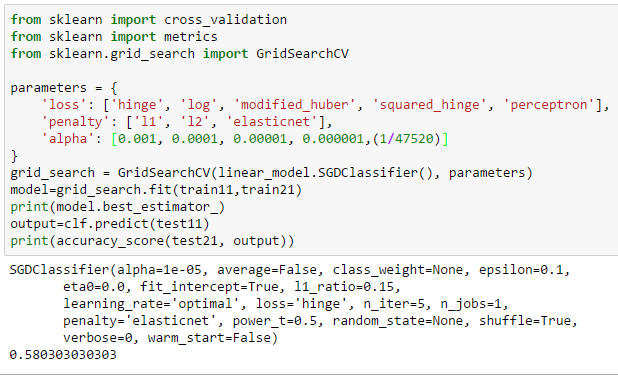 from sklearn import cross_validation
from sklearn import metrics
from sklearn.grid_search import GridSearchCV
parameters = {
    'loss': ['hinge', 'log', 'modified_huber', 'squared_hinge', 'perceptron'],
    'penalty': ['l1', 'l2', 'elasticnet'],
    'alpha': [0.001, 0.0001, 0.00001, 0.000001,(1/47520)]
}
grid_search = GridSearchCV(linear_model.SGDClassifier(), parameters)
model=grid_search.fit(train11,train21)
print(model.best_estimator_)
output=clf.predict(test11)
print(accuracy_score(test21, output))
SGDClassifier(alpha=1e-05, average=False, class_weight=None, epsilon=0.1,
       eta0=0.0, fit_intercept=True, l1_ratio=0.15,
       learning_rate='optimal', loss='hinge', n_iter=5, n_jobs=1,
       penalty='elasticnet', power_t=0.5, random_state=None, shuffle=True,
       verbose=0, warm_start=False)
0.580303030303